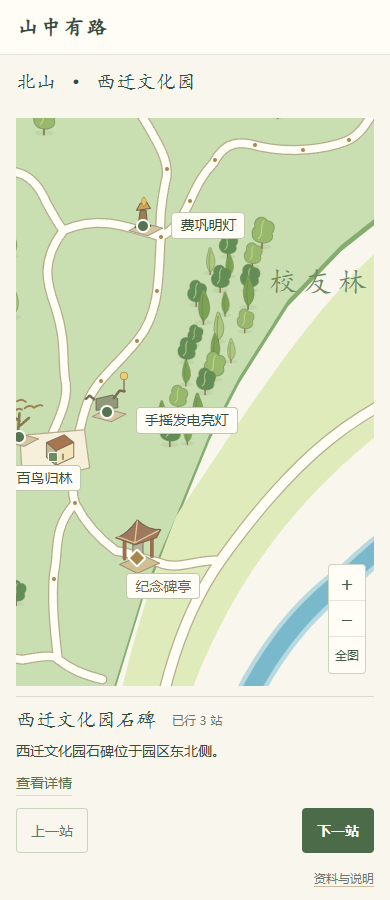 山中有路
北山 • 西迁文化园
费巩明灯
校友林
手摇发电亮灯
百鸟归林
纪念碑亭
+
−
全图
西迁文化园石碑 已行 3 站
西迁文化园石碑位于园区东北侧。
查看详情
上一站
下一站
资料与说明